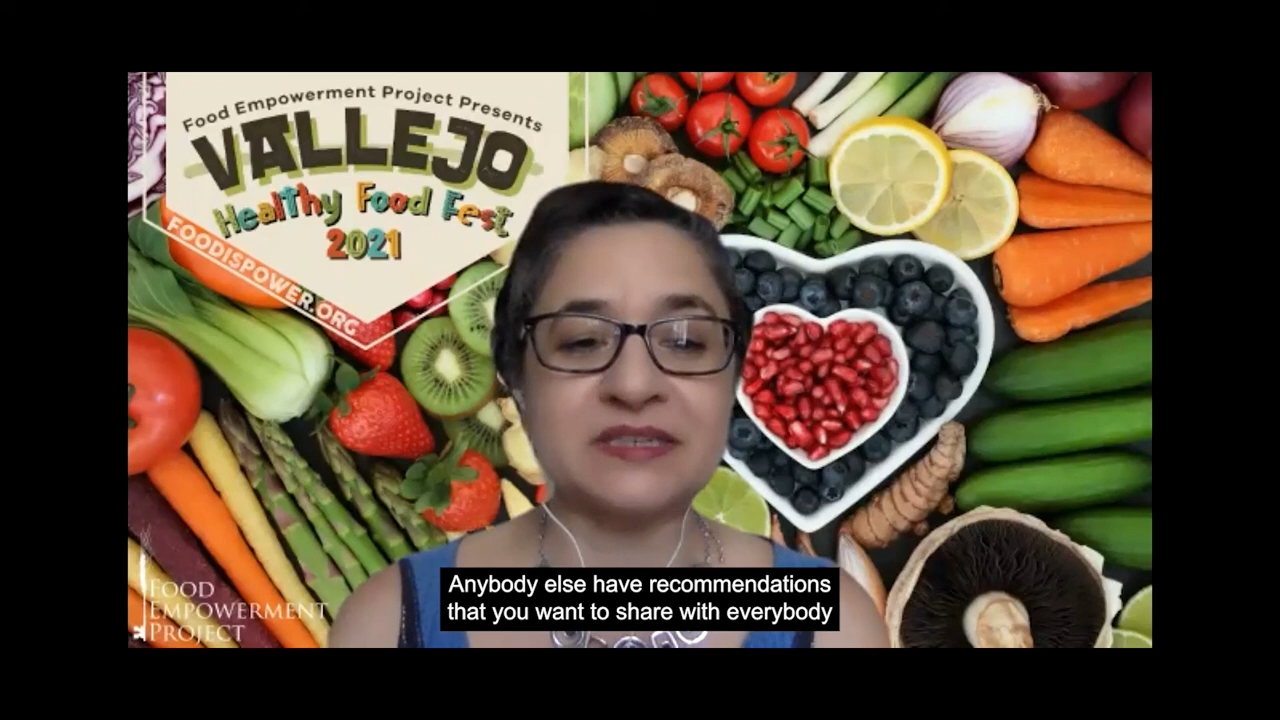 Food Empowerment Project Presents
VALLEJO
Healthy Food Fest
2021
FOODISPOWER.ORG
FOOD
EMPOWERMENT
PROJECT
Anybody else have recommendations
that you want to share with everybody